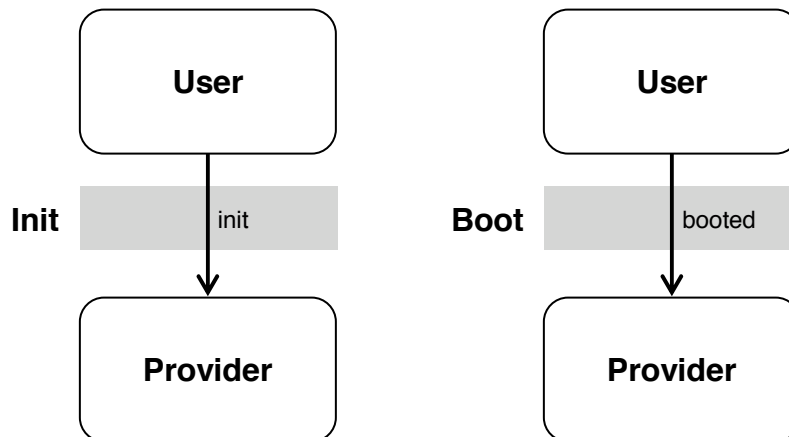 User
User
Init
init
Boot
booted
Provider
Provider